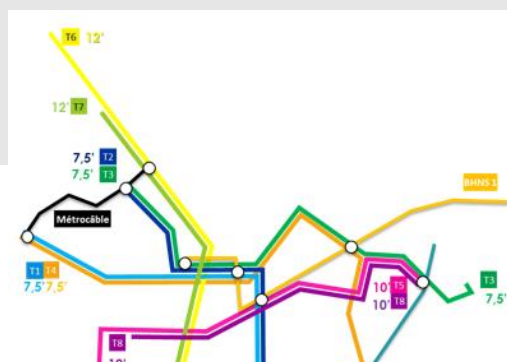 T6 12'
12' T7
7,5' T2
7,5' T3
BHNS 1
Métrocâble
T1 T4
7,5' 7,5'
10' T5
10' T8
T3
7,5'
T8
10'